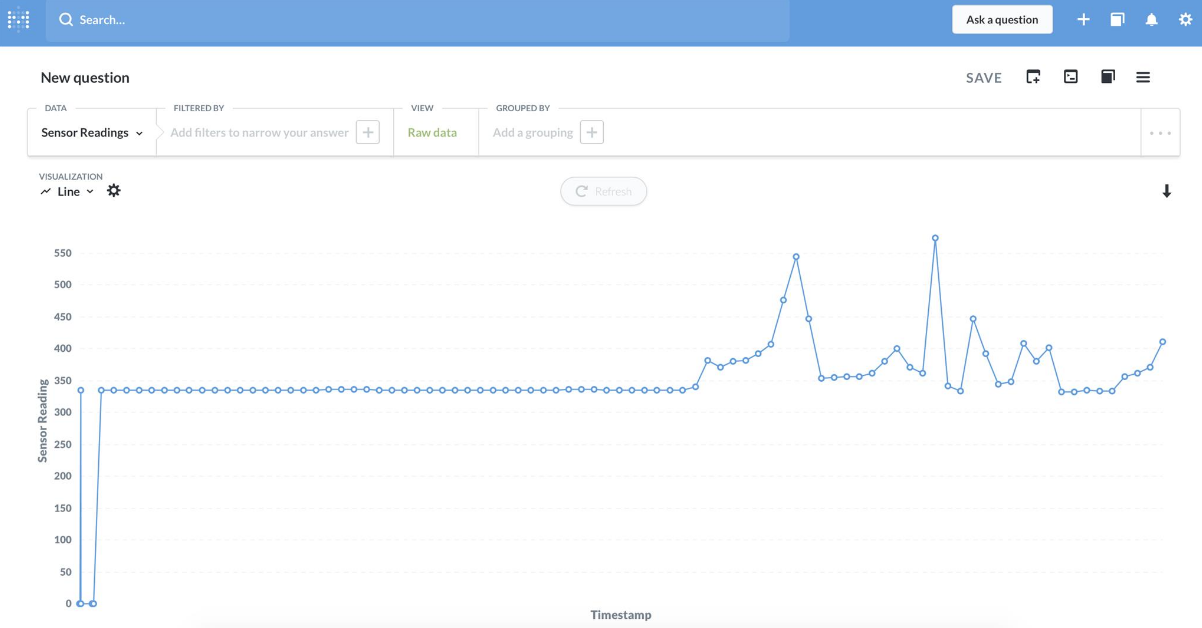 Search...
Ask a question
New question
SAVE
DATA
FILTERED BY
VIEW
GROUPED BY
Sensor Readings
Add filters to narrow your answer
Raw data
Add a grouping
VISUALIZATION
Line
Refresh
550
500
450
400
350
300
250
200
150
100
50
0
Sensor Reading
Timestamp